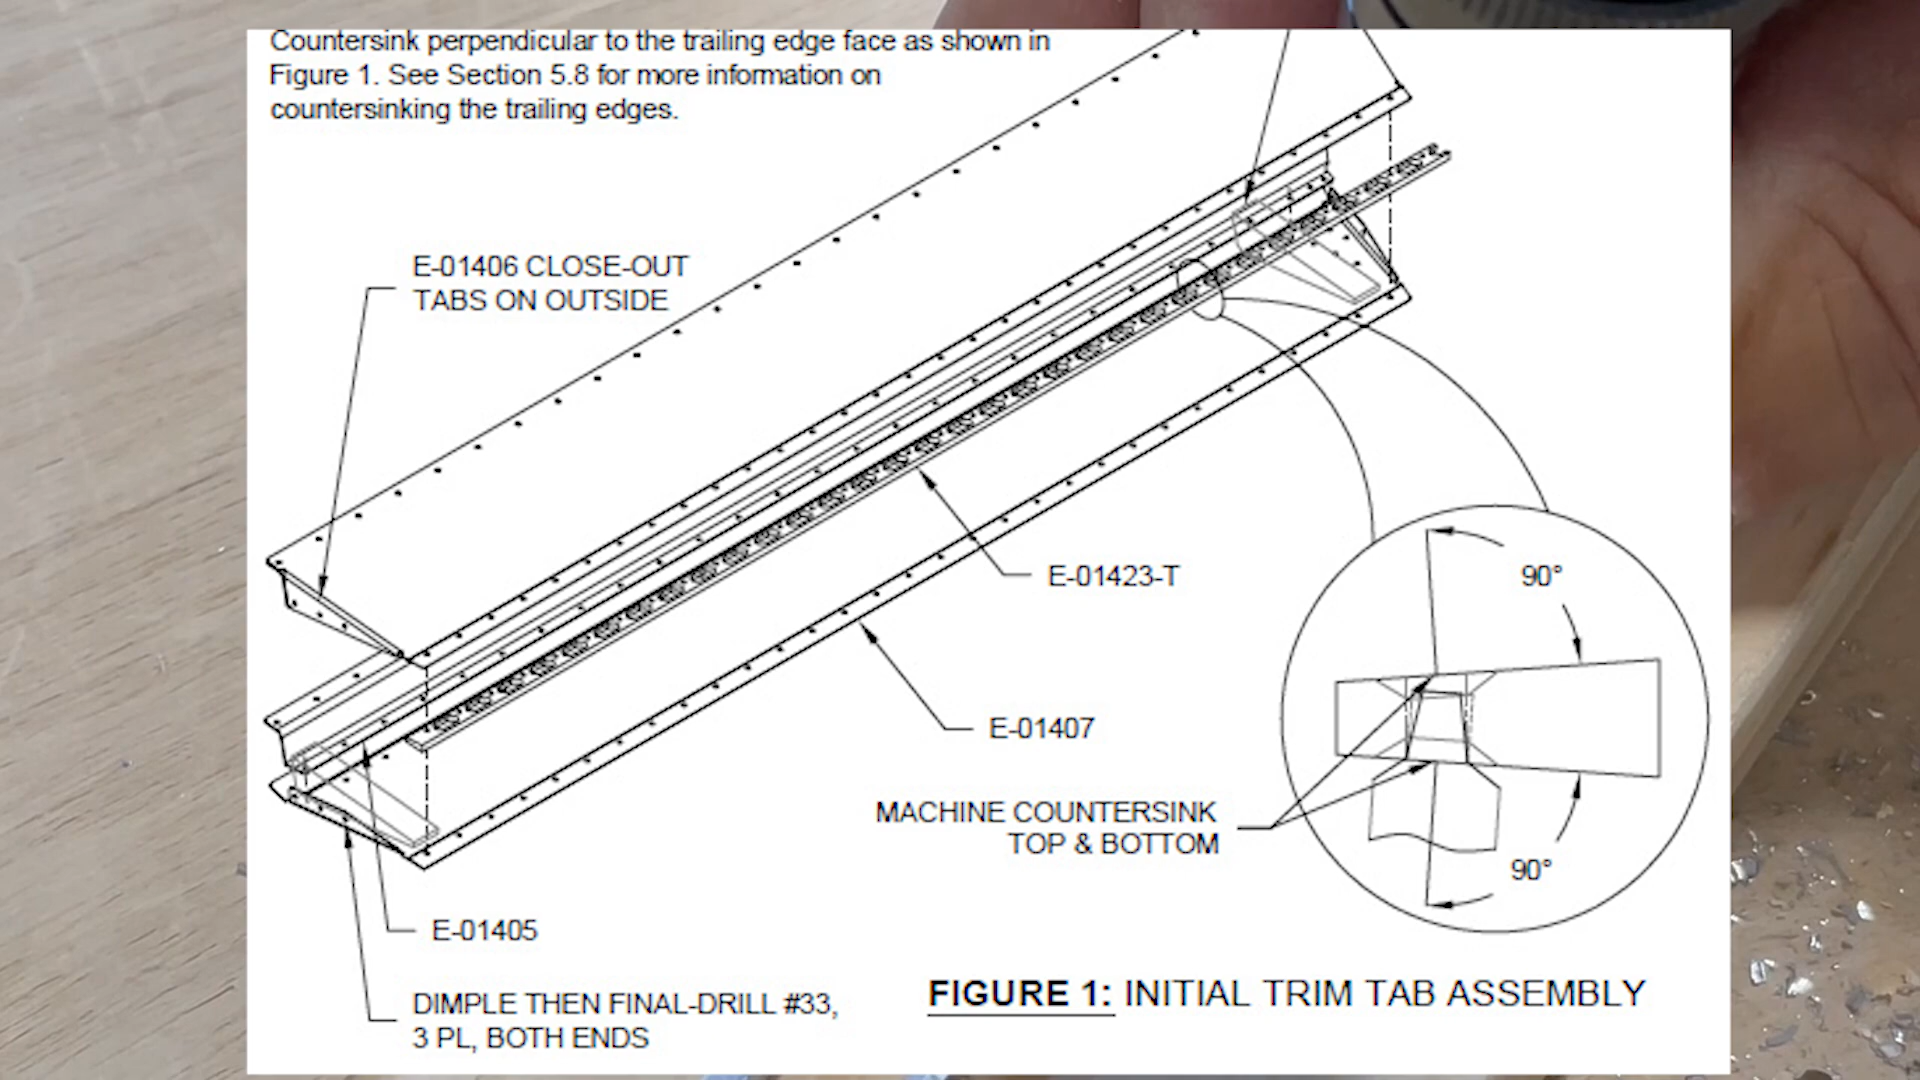 Countersink perpendicular to the trailing edge face as shown in
Figure 1. See Section 5.8 for more information on
countersinking the trailing edges.
E-01406 CLOSE-OUT
TABS ON OUTSIDE
E-01423-T
90°
E-01407
MACHINE COUNTERSINK
TOP & BOTTOM
90°
E-01405
DIMPLE THEN FINAL-DRILL #33,
3 PL, BOTH ENDS
FIGURE 1: INITIAL TRIM TAB ASSEMBLY